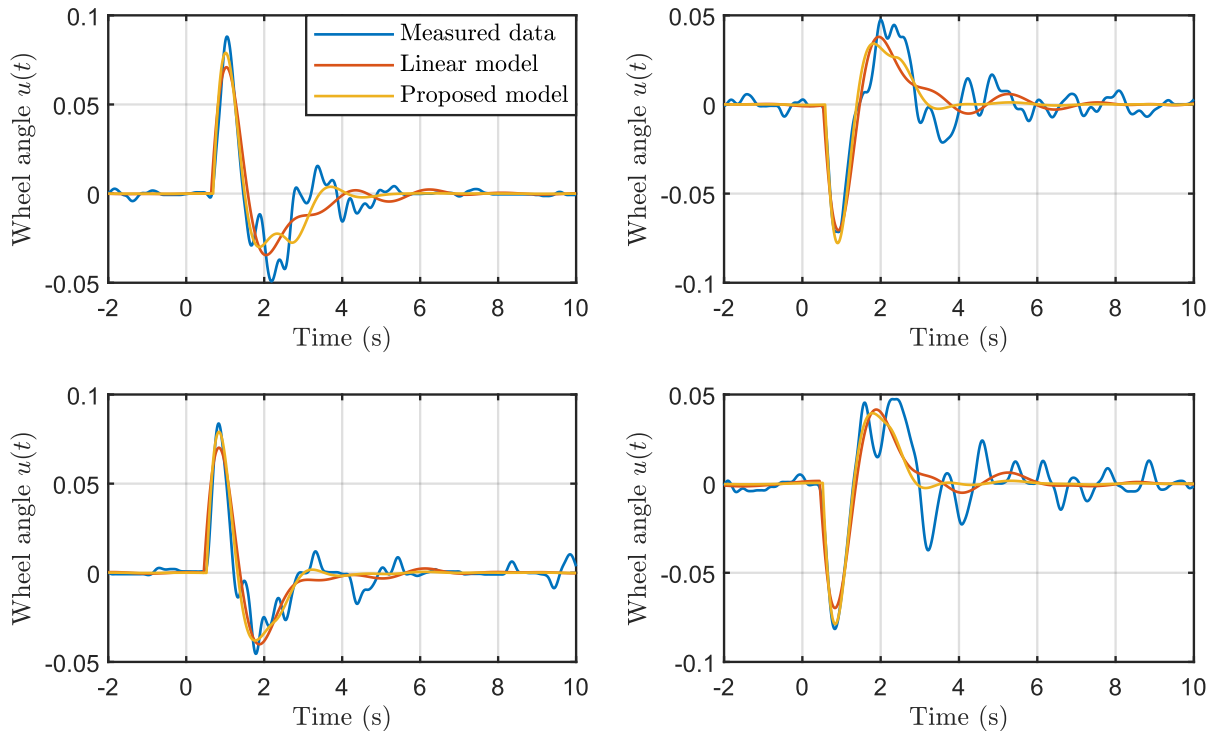 0.1
0.05
0
-0.05
Wheel angle u(t)
Measured data
Linear model
Proposed model
-2 0 2 4 6 8 10
Time (s)
0.05
0
-0.05
-0.1
Wheel angle u(t)
-2 0 2 4 6 8 10
Time (s)
0.1
0.05
0
-0.05
Wheel angle u(t)
-2 0 2 4 6 8 10
Time (s)
0.05
0
-0.05
-0.1
Wheel angle u(t)
-2 0 2 4 6 8 10
Time (s)